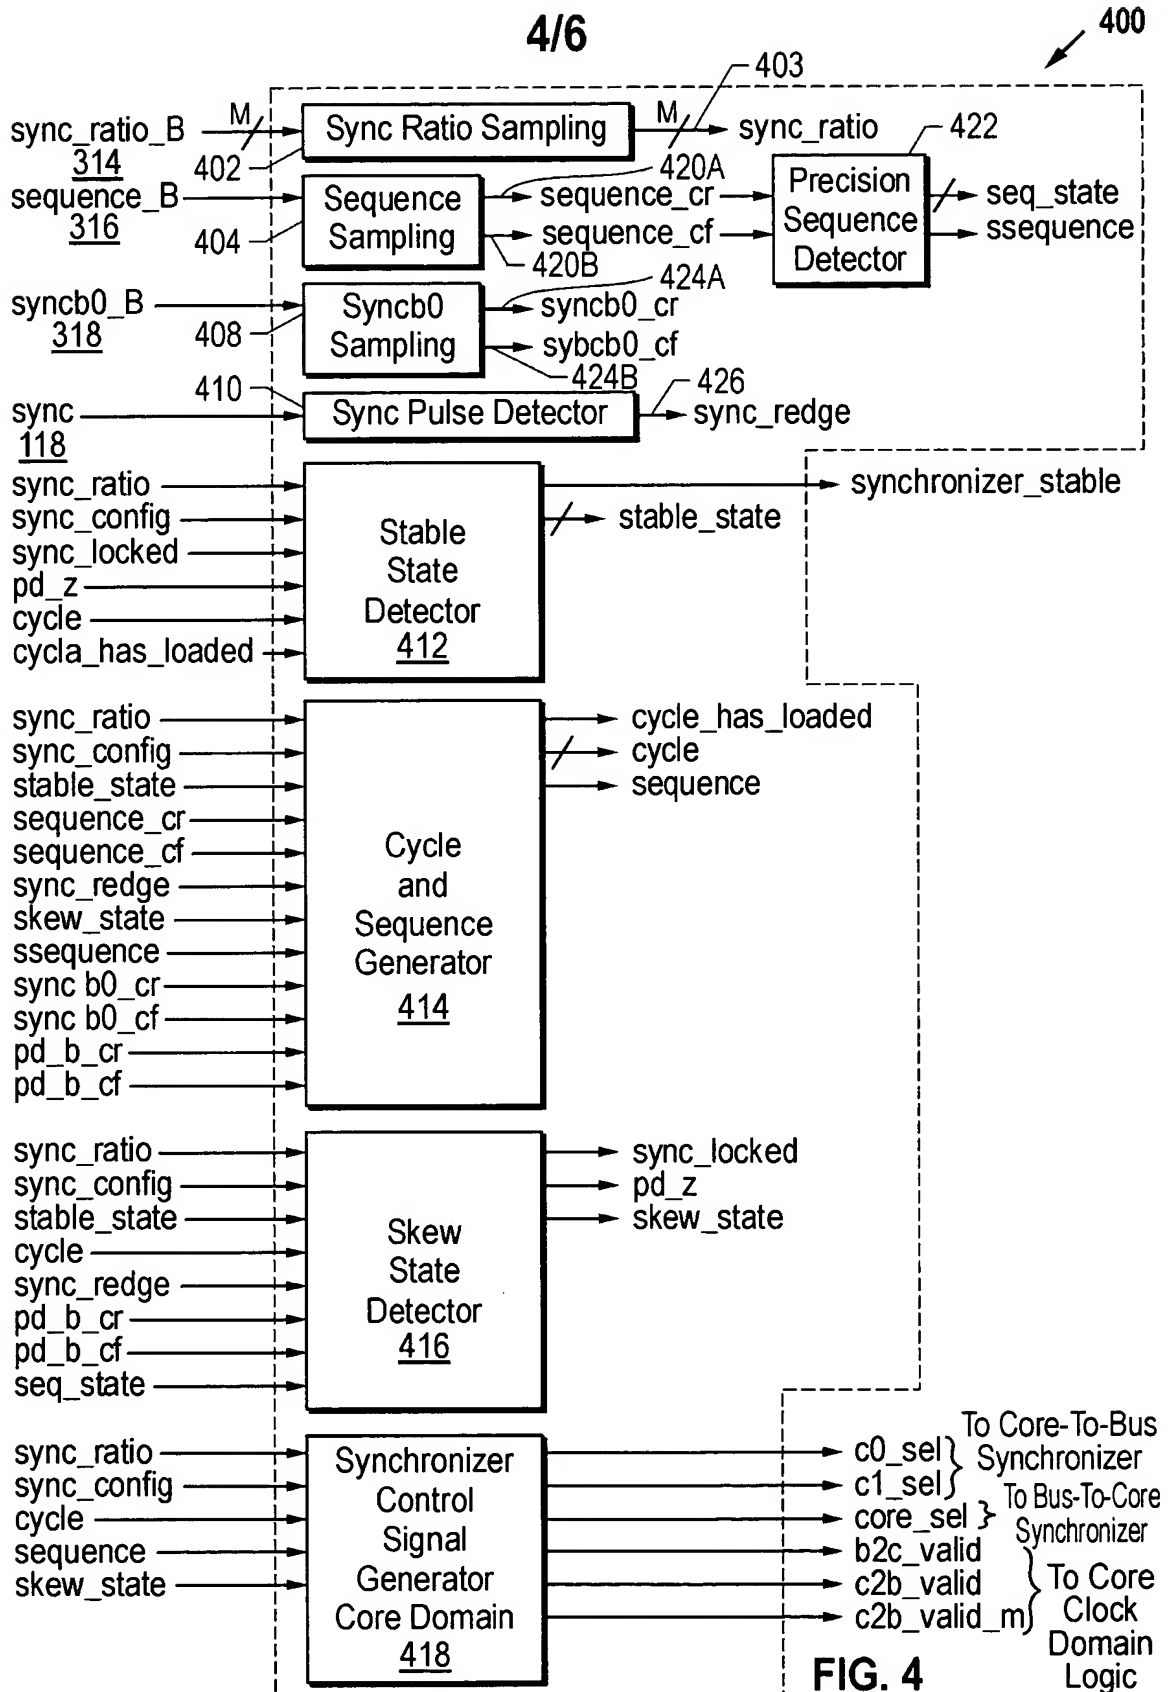 4/6
400
403
sync_ratio_B
314
M
402
Sync Ratio Sampling
M
sync_ratio
422
sequence_B
316
404
Sequence
Sampling
420A
sequence_cr
sequence_cf
420B
Precision
Sequence
Detector
seq_state
ssequence
syncb0_B
318
408
Syncb0
Sampling
424A
syncb0_cr
sybcb0_cf
424B
sync
118
410
Sync Pulse Detector
426
sync_redge
sync_ratio
sync_config
sync_locked
pd_z
cycle
cycla_has_loaded
Stable
State
Detector
412
synchronizer_stable
stable_state
sync_ratio
sync_config
stable_state
sequence_cr
sequence_cf
sync_redge
skew_state
ssequence
sync b0_cr
sync b0_cf
pd_b_cr
pd_b_cf
Cycle
and
Sequence
Generator
414
cycle_has_loaded
cycle
sequence
sync_ratio
sync_config
stable_state
cycle
sync_redge
pd_b_cr
pd_b_cf
seq_state
Skew
State
Detector
416
sync_locked
pd_z
skew_state
sync_ratio
sync_config
cycle
sequence
skew_state
Synchronizer
Control
Signal
Generator
Core Domain
418
c0_sel
c1_sel
To Core-To-Bus
Synchronizer
core_sel
To Bus-To-Core
Synchronizer
b2c_valid
c2b_valid
c2b_valid_m
To Core
Clock
Domain
Logic
FIG. 4